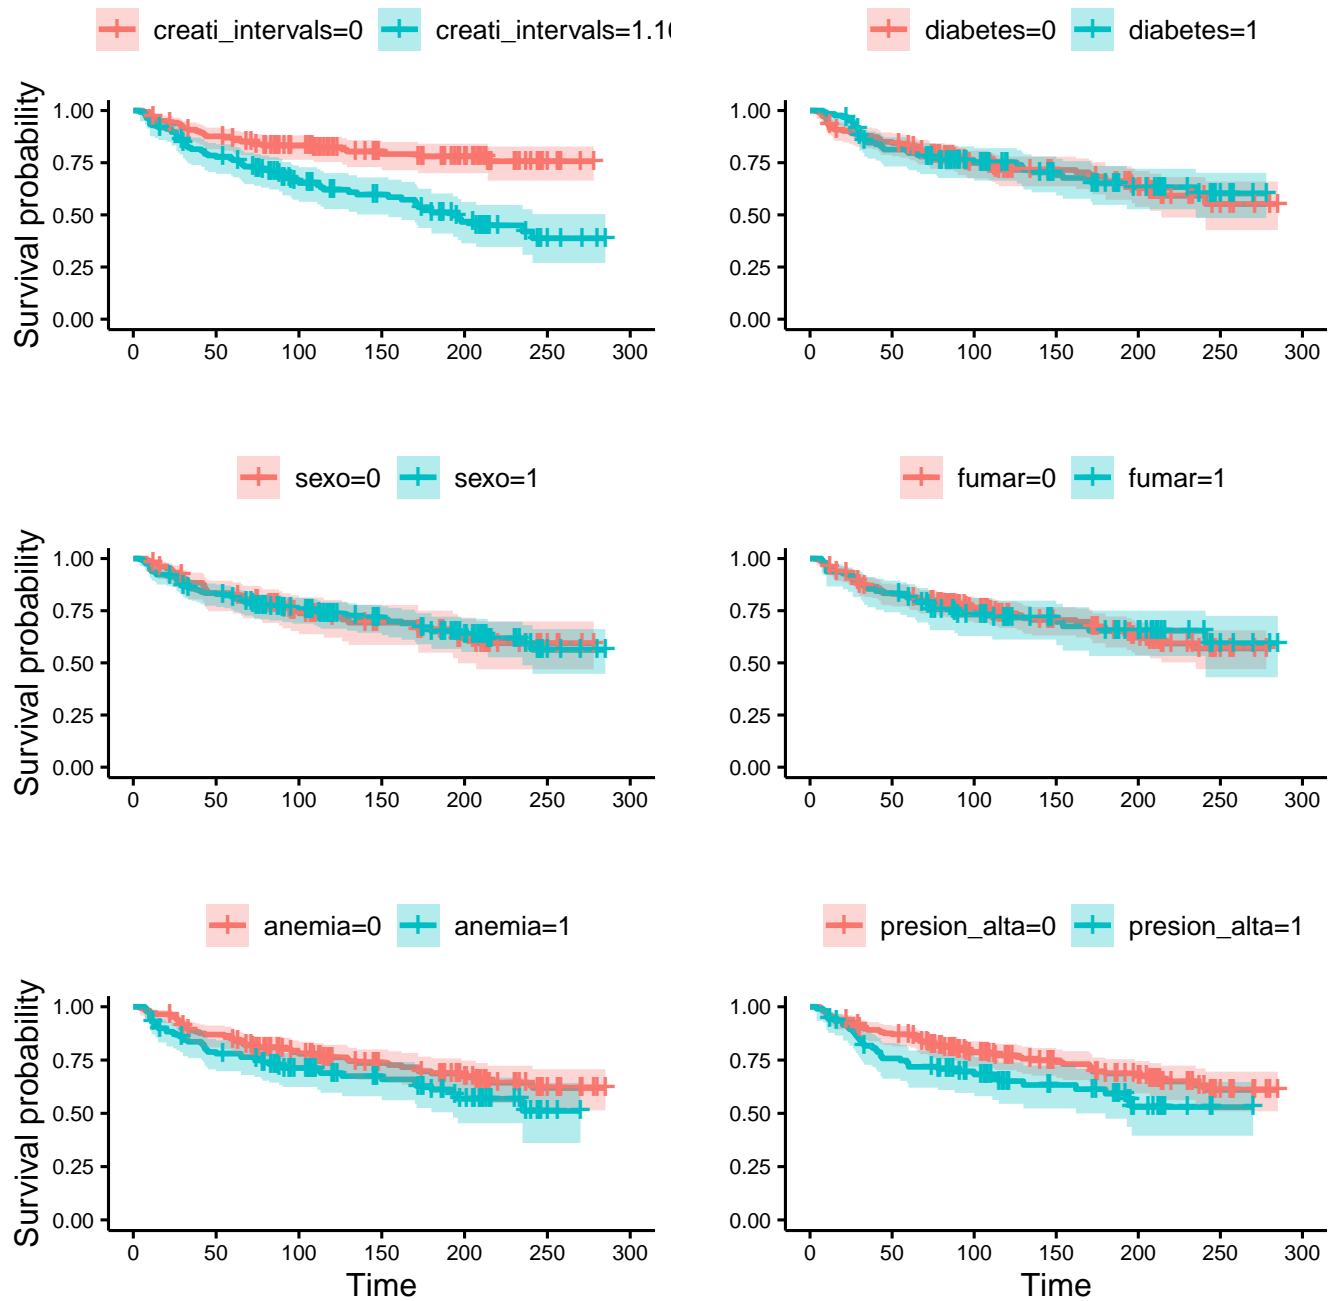 creati_intervals=0 creati_intervals=1.1
diabetes=0 diabetes=1
Survival probability
1.00
0.75
0.50
0.25
0.00
0 50 100 150 200 250 300
1.00
0.75
0.50
0.25
0.00
0 50 100 150 200 250 300
sexo=0 sexo=1
fumar=0 fumar=1
Survival probability
1.00
0.75
0.50
0.25
0.00
0 50 100 150 200 250 300
1.00
0.75
0.50
0.25
0.00
0 50 100 150 200 250 300
anemia=0 anemia=1
presion_alta=0 presion_alta=1
Survival probability
1.00
0.75
0.50
0.25
0.00
0 50 100 150 200 250 300
Time
1.00
0.75
0.50
0.25
0.00
0 50 100 150 200 250 300
Time